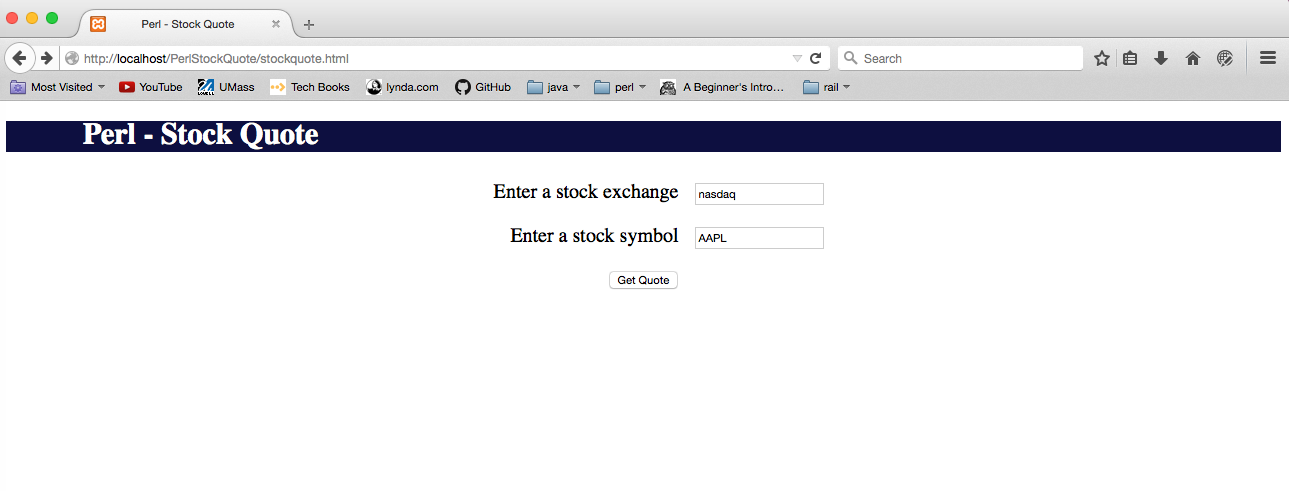 Perl - Stock Quote
http://localhost/PerlStockQuote/stockquote.html
Search
Most Visited YouTube UMass Tech Books lynda.com GitHub java perl A Beginner's Intro... rail
Perl - Stock Quote
Enter a stock exchange nasdaq
Enter a stock symbol AAPL
Get Quote